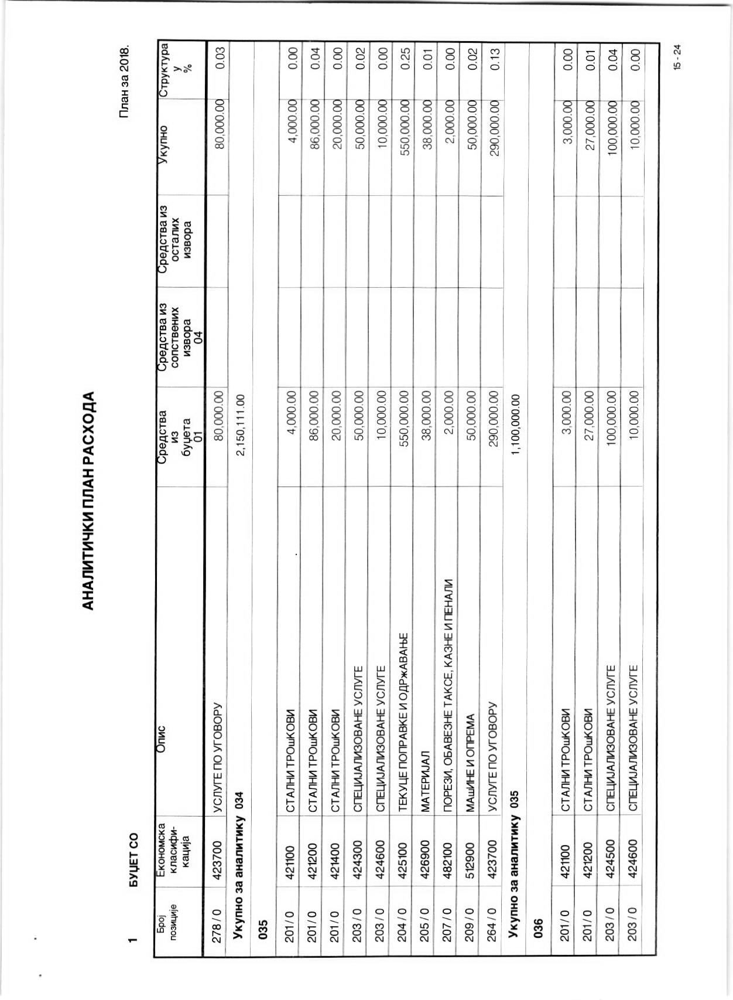 АНАЛИТИЧКИ ПЛАН РАСХОДА
План за 2018.
1 БУЏЕТ СО
Број позиције Економска класифи-кација Опис Средства из буџета 01 Средства из сопствених извора 04 Средства из осталих извора Укупно Структура у %
278 / 0 423700 УСЛУГЕ ПО УГОВОРУ 80,000.00 80,000.00 0.03
Укупно за аналитику 034 2,150,111.00
035
201 / 0 421100 СТАЛНИ ТРОшКОВИ 4,000.00 4,000.00 0.00
201 / 0 421200 СТАЛНИ ТРОшКОВИ 86,000.00 86,000.00 0.04
201 / 0 421400 СТАЛНИ ТРОшКОВИ 20,000.00 20,000.00 0.00
203 / 0 424300 СПЕЦИЈАЛИЗОВАНЕ УСЛУГЕ 50,000.00 50,000.00 0.02
203 / 0 424600 СПЕЦИЈАЛИЗОВАНЕ УСЛУГЕ 10,000.00 10,000.00 0.00
204 / 0 425100 ТЕКУЦЕ ПОПРАВКЕ И ОДРжАВАЊЕ 550,000.00 550,000.00 0.25
205 / 0 426900 МАТЕРИЈАЛ 38,000.00 38,000.00 0.01
207 / 0 482100 ПОРЕЗИ, ОБАВЕЗНЕ ТАКСЕ, КАЗНЕ И ПЕНАЛИ 2,000.00 2,000.00 0.00
209 / 0 512900 МАшИНЕ И ОПРЕМА 50,000.00 50,000.00 0.02
264 / 0 423700 УСЛУГЕ ПО УГОВОРУ 290,000.00 290,000.00 0.13
Укупно за аналитику 035 1,100,000.00
036
201 / 0 421100 СТАЛНИ ТРОшКОВИ 3,000.00 3,000.00 0.00
201 / 0 421200 СТАЛНИ ТРОшКОВИ 27,000.00 27,000.00 0.01
203 / 0 424500 СПЕЦИЈАЛИЗОВАНЕ УСЛУГЕ 100,000.00 100,000.00 0.04
203 / 0 424600 СПЕЦИЈАЛИЗОВАНЕ УСЛУГЕ 10,000.00 10,000.00 0.00
15 - 24